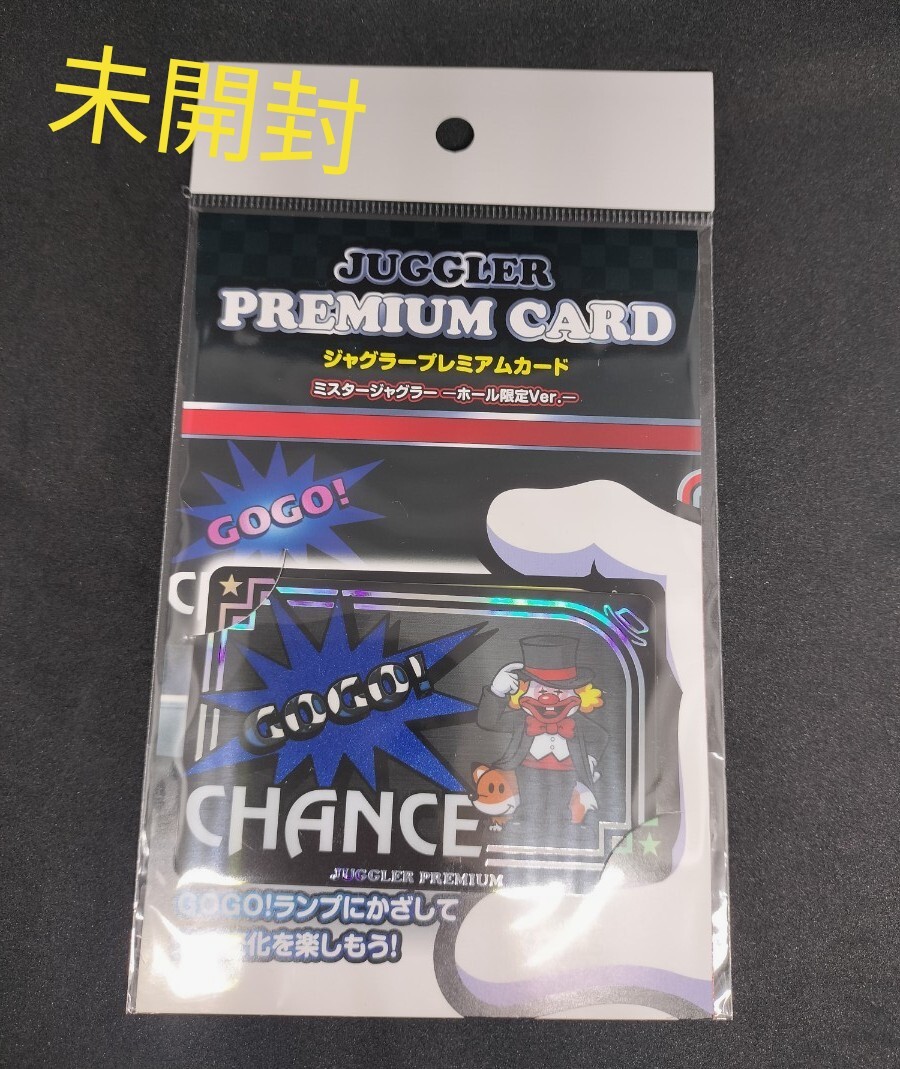 未開封
JUGGLER
PREMIUM CARD
ジャグラープレミアムカード
ミスタージャグラー ーホール限定Ver.ー
GOGO!
C
GOGO!
CHANCE
JUGGLER PREMIUM
GOGO!ランプにかざして
化を楽しもう!